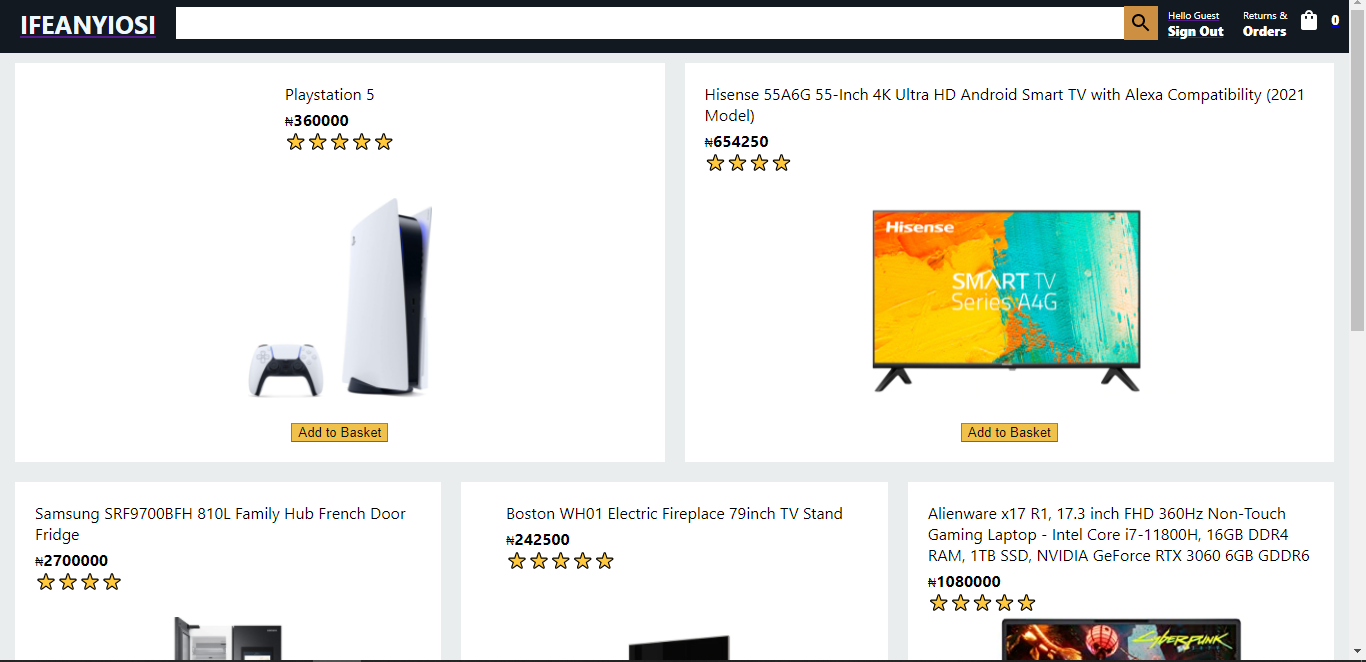 IFEANYIOSI
Hello Guest
Sign Out
Returns &
Orders
0
Playstation 5
₦360000
Hisense 55A6G 55-Inch 4K Ultra HD Android Smart TV with Alexa Compatibility (2021
Model)
₦654250
Hisense
SMART TV
Series A4G
Add to Basket
Add to Basket
Samsung SRF9700BFH 810L Family Hub French Door
Fridge
₦2700000
Boston WH01 Electric Fireplace 79inch TV Stand
₦242500
Alienware x17 R1, 17.3 inch FHD 360Hz Non-Touch
Gaming Laptop - Intel Core i7-11800H, 16GB DDR4
RAM, 1TB SSD, NVIDIA GeForce RTX 3060 6GB GDDR6
₦1080000
CYBERPUNK